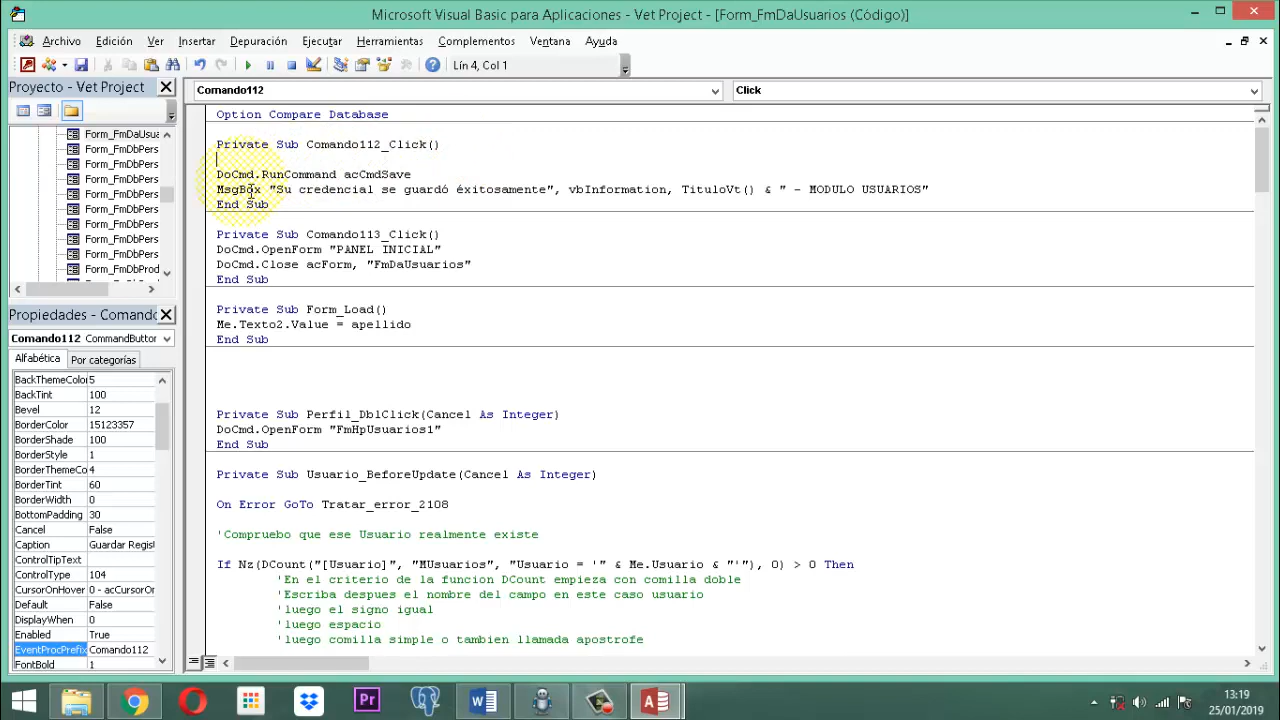 Microsoft Visual Basic para Aplicaciones - Vet Project - [Form_FmDaUsuarios (Código)]
Archivo Edición Ver Insertar Formato Depuración Ejecutar Herramientas Complementos Ventana Ayuda
Lín 4, Col 1
Proyecto - Vet Project
Comando112 Click
Form_FmDaUsua
Form_FmDbPers
Form_FmDbPers
Form_FmDbPers
Form_FmDbPers
Form_FmDbPers
Form_FmDbPers
Form_FmDbPers
Form_FmDbPers
Form_FmDbProd
Propiedades - Comando
Comando112 CommandButton
Alfabética Por categorías
BackThemeColor 5
BackTint 100
Bevel 12
BorderColor 15123357
BorderShade 100
BorderStyle 1
BorderThemeCo 4
BorderTint 60
BorderWidth 0
BottomPadding 30
Cancel False
Caption Guardar Regist
ControlTipText
ControlType 104
CursorOnHover 0 - acCursorOn
Default False
DisplayWhen 0
Enabled True
EventProcPrefix Comando112
FontBold 1
Option Compare Database
Private Sub Comando112_Click()
DoCmd.RunCommand acCmdSave
MsgBox "Su credencial se guardó éxitosamente", vbInformation, TituloVt() & " - MODULO USUARIOS"
End Sub
Private Sub Comando113_Click()
DoCmd.OpenForm "PANEL INICIAL"
DoCmd.Close acForm, "FmDaUsuarios"
End Sub
Private Sub Form_Load()
Me.Texto2.Value = apellido
End Sub
Private Sub Perfil_DblClick(Cancel As Integer)
DoCmd.OpenForm "FmHpUsuarios1"
End Sub
Private Sub Usuario_BeforeUpdate(Cancel As Integer)
On Error GoTo Tratar_error_2108
'Compruebo que ese Usuario realmente existe
If Nz(DCount("[Usuario]", "MUsuarios", "Usuario = '" & Me.Usuario & "'"), 0) > 0 Then
'En el criterio de la funcion DCount empieza con comilla doble
'Escriba despues el nombre del campo en este caso usuario
'luego el signo igual
'luego espacio
'luego comilla simple o tambien llamada apostrofe
Pr
13:19
25/01/2019